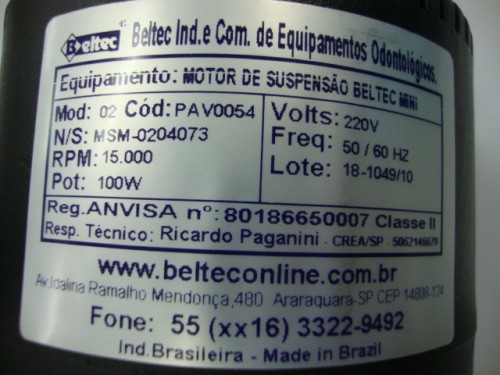 Beltec Beltec Ind.e Com. de Equipamentos Odontológicos.
Equipamento: MOTOR DE SUSPENSÃO BELTEC MINI
Mod: 02 Cód: PAV0054
N/S: MSM-0204073
RPM: 15.000
Pot: 100W
Volts: 220V
Freq: 50 / 60 HZ
Lote: 18-1049/10
Reg.ANVISA nº: 80186650007 Classe II
Resp. Técnico: Ricardo Paganini - CREA/SP - 5062146679
www.belteconline.com.br
Av.Idalina Ramalho Mendonça,480 Araraquara-SP CEP 14806-124
Fone: 55 (xx16) 3322-9492
Ind.Brasileira - Made in Brazil